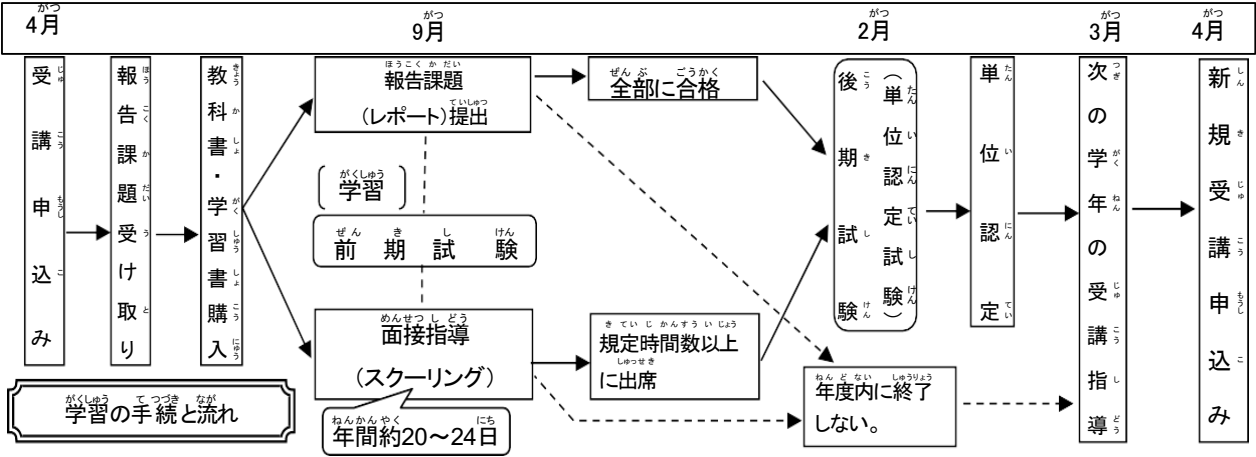 4月 9月 2月 3月 4月
受講申込み
報告課題受け取り
教科書・学習書購入
報告課題
(レポート)提出
[学習]
前期試験
面接指導
(スクーリング)
年間約20～24日
全部に合格
規定時間数以上
に出席
後期試験
(単位認定試験)
年度内に終了
しない。
単位認定
次の学年の受講指導
新規受講申込み
学習の手続と流れ